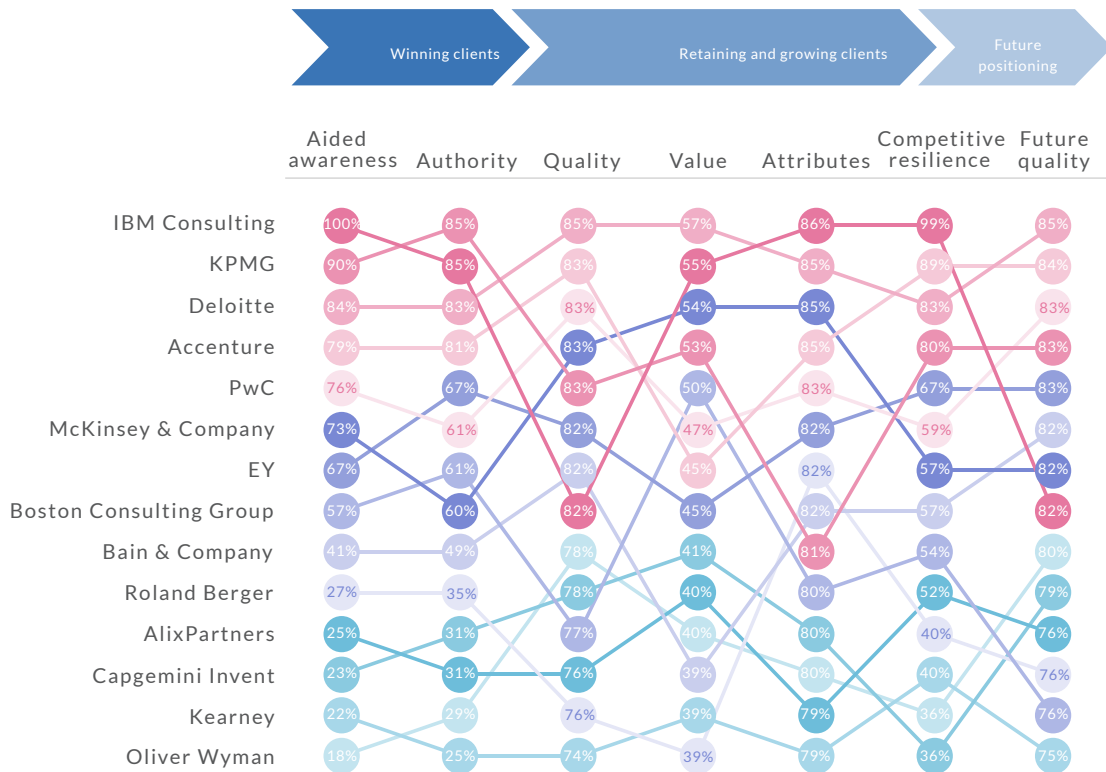 Winning clients
Retaining and growing clients
Future
positioning
Aided
awareness
Authority
Quality
Value
Attributes
Competitive
resilience
Future
quality
IBM Consulting 100% 85% 85% 57% 86% 99% 85%
KPMG 90% 85% 83% 55% 85% 89% 84%
Deloitte 84% 83% 83% 54% 85% 83% 83%
Accenture 79% 81% 83% 53% 85% 80% 83%
PwC 76% 67% 83% 50% 83% 67% 83%
McKinsey & Company 73% 61% 82% 47% 82% 59% 82%
EY 67% 61% 82% 45% 82% 57% 82%
Boston Consulting Group 57% 60% 82% 45% 82% 57% 82%
Bain & Company 41% 49% 78% 41% 81% 54% 80%
Roland Berger 27% 35% 78% 40% 80% 52% 79%
AlixPartners 25% 31% 77% 40% 80% 40% 76%
Capgemini Invent 23% 31% 76% 39% 80% 40% 76%
Kearney 22% 29% 76% 39% 79% 36% 76%
Oliver Wyman 18% 25% 74% 39% 79% 36% 75%